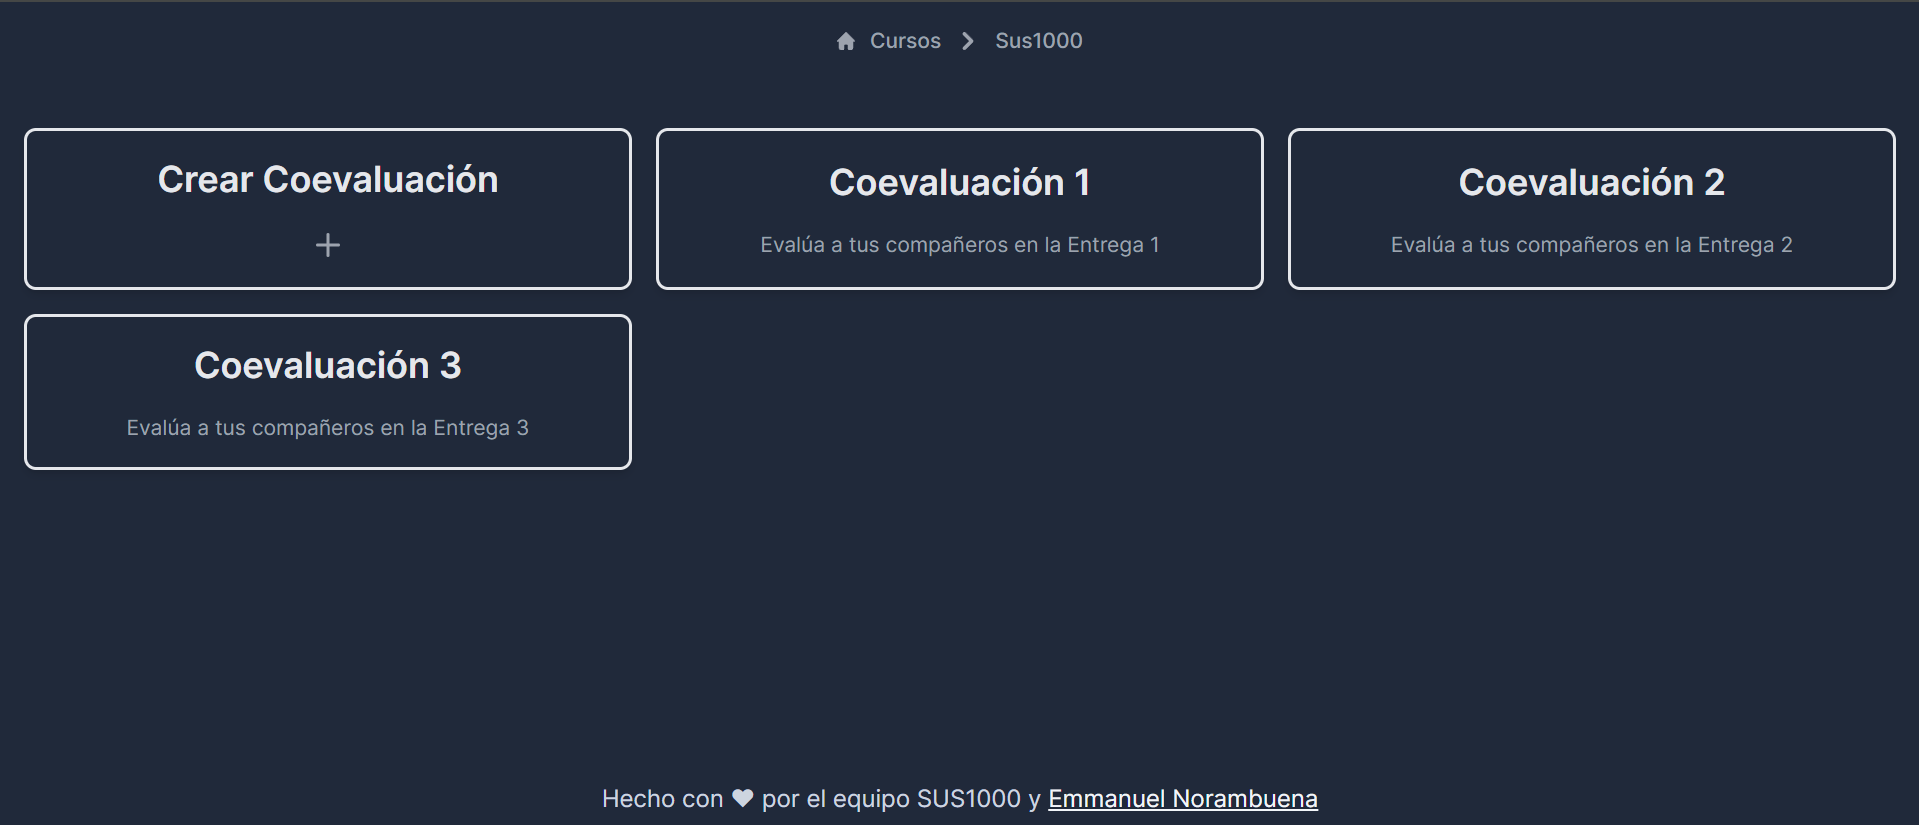 Cursos > Sus1000
Crear Coevaluación
+
Coevaluación 1
Evalúa a tus compañeros en la Entrega 1
Coevaluación 2
Evalúa a tus compañeros en la Entrega 2
Coevaluación 3
Evalúa a tus compañeros en la Entrega 3
Hecho con ♥ por el equipo SUS1000 y Emmanuel Norambuena